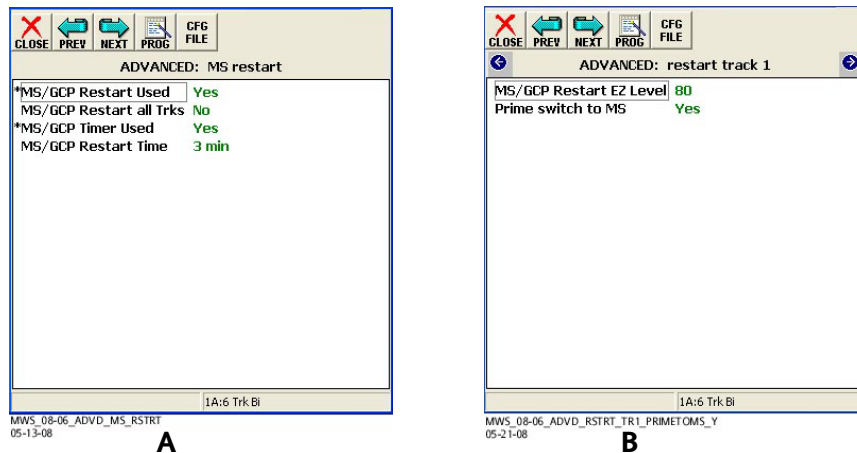 CLOSE PREV NEXT PROG CFG FILE
ADVANCED: MS restart
*MS/GCP Restart Used Yes
MS/GCP Restart all Trks No
*MS/GCP Timer Used Yes
MS/GCP Restart Time 3 min
1A:6 Trk Bi
MWS_08-06_ADVD_MS_RSTRT
05-13-08
A
CLOSE PREV NEXT PROG CFG FILE
ADVANCED: restart track 1
MS/GCP Restart EZ Level 80
Prime switch to MS Yes
1A:6 Trk Bi
MWS_08-06_ADVD_RSTRT_TR1_PRIMETOMS_Y
05-21-08
B